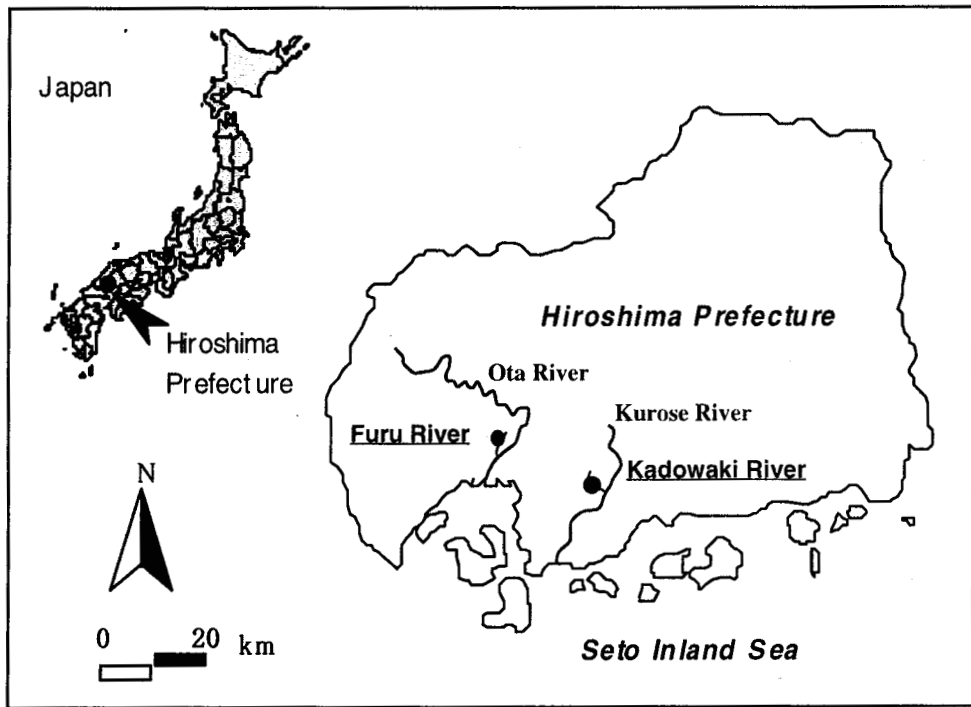 Japan
Hiroshima
Prefecture
Hiroshima Prefecture
Ota River
Kurose River
Furu River
Kadowaki River
N
0 20 km
Seto Inland Sea